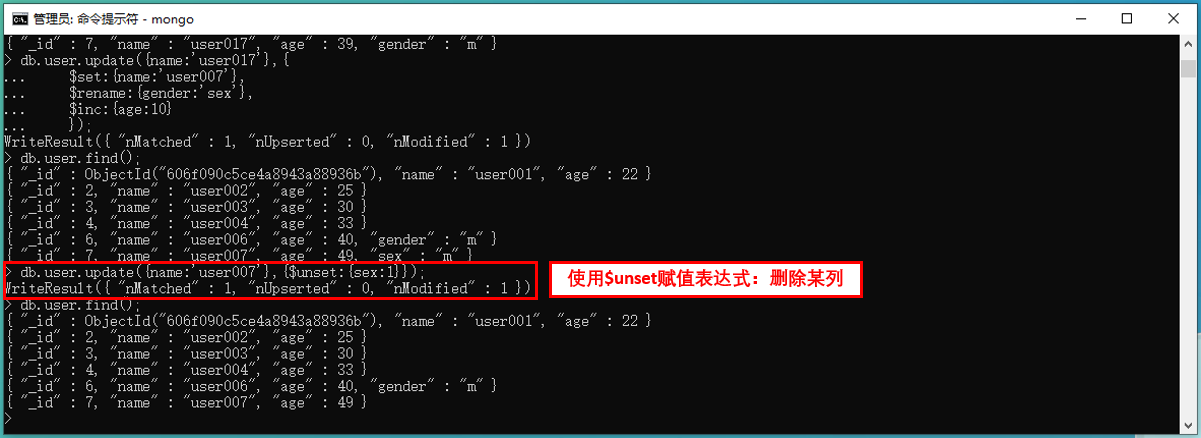 管理员: 命令提示符 - mongo
{ "_id" : 7, "name" : "user017", "age" : 39, "gender" : "m" }
> db.user.update({name:'user017'},{
...     $set:{name:'user007'},
...     $rename:{gender:'sex'},
...     $inc:{age:10}
...     });
WriteResult({ "nMatched" : 1, "nUpserted" : 0, "nModified" : 1 })
> db.user.find();
{ "_id" : ObjectId("606f090c5ce4a8943a88936b"), "name" : "user001", "age" : 22 }
{ "_id" : 2, "name" : "user002", "age" : 25 }
{ "_id" : 3, "name" : "user003", "age" : 30 }
{ "_id" : 4, "name" : "user004", "age" : 33 }
{ "_id" : 6, "name" : "user006", "age" : 40, "gender" : "m" }
{ "_id" : 7, "name" : "user007", "age" : 49, "sex" : "m" }
> db.user.update({name:'user007'},{$unset:{sex:1}});
使用$unset赋值表达式：删除某列
WriteResult({ "nMatched" : 1, "nUpserted" : 0, "nModified" : 1 })
> db.user.find();
{ "_id" : ObjectId("606f090c5ce4a8943a88936b"), "name" : "user001", "age" : 22 }
{ "_id" : 2, "name" : "user002", "age" : 25 }
{ "_id" : 3, "name" : "user003", "age" : 30 }
{ "_id" : 4, "name" : "user004", "age" : 33 }
{ "_id" : 6, "name" : "user006", "age" : 40, "gender" : "m" }
{ "_id" : 7, "name" : "user007", "age" : 49 }
>